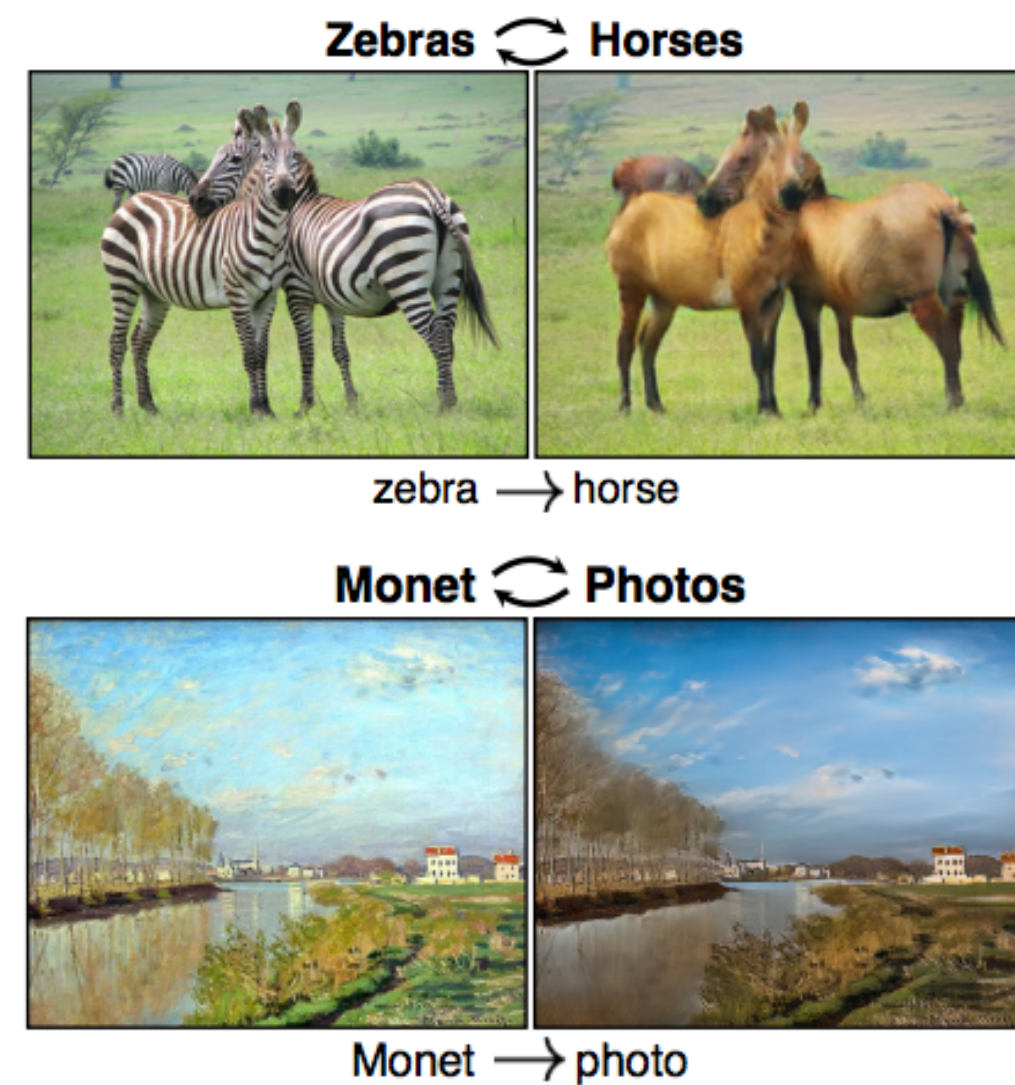 Zebras ⇄ Horses
zebra → horse
Monet ⇄ Photos
Monet → photo